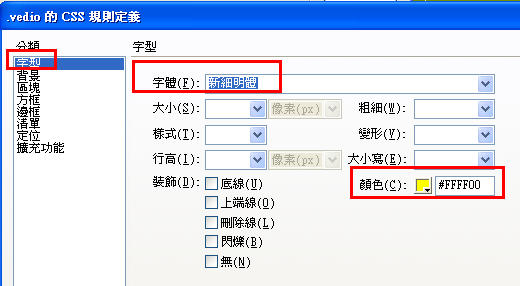 .vedio 的 CSS 規則定義
分類
字型
背景
區塊
方框
邊框
清單
定位
擴充功能
字型
字體(F): 新細明體
大小(S): 像素(px) 粗細(W):
樣式(T): 變形(V):
行高(I): 像素(px) 大小寫(E):
裝飾(D): 底線(U) 顏色(C): #FFFF00
上端線(O)
刪除線(L)
閃爍(B)
無(N)